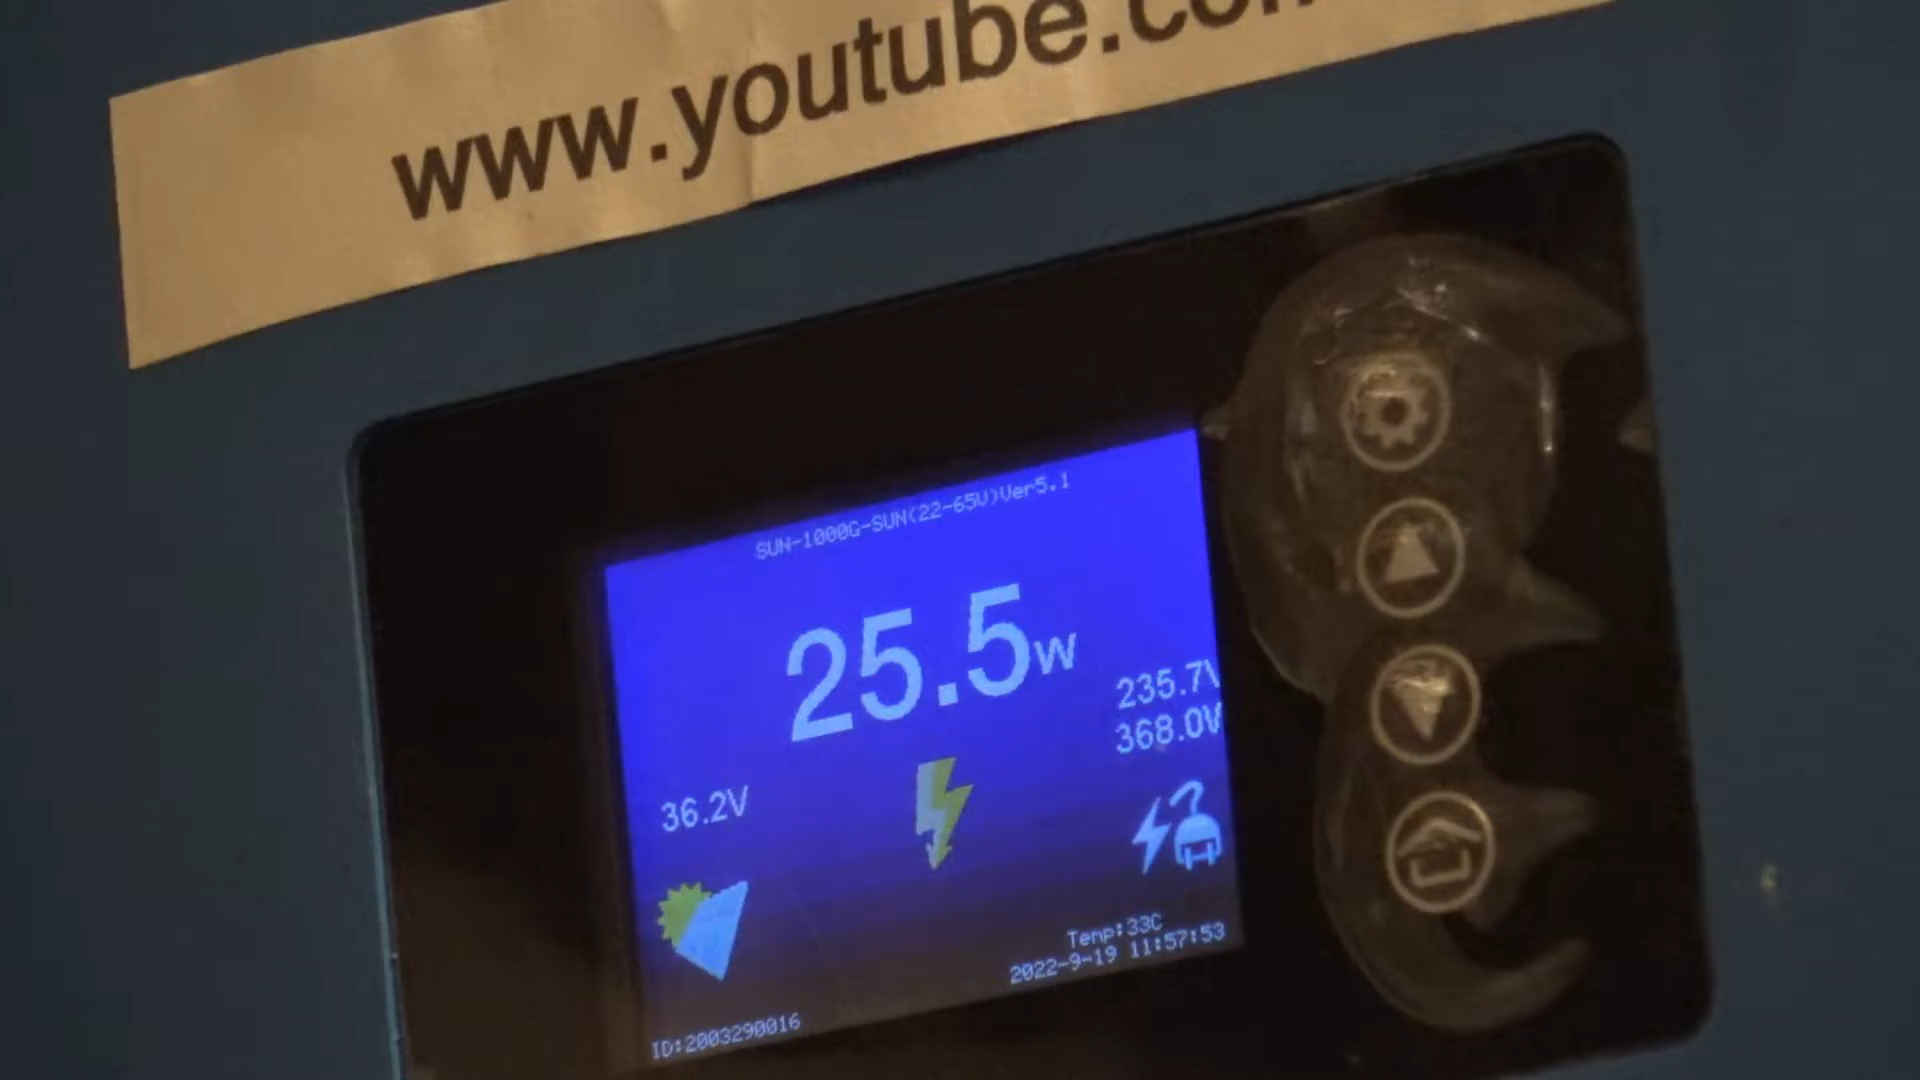 www.youtube.com
SUN-1000G-SUN(22-65V)Ver5.1
25.5W
235.7V
368.0V
36.2V
Temp:33C
2022-9-19 11:57:53
ID:2003290016